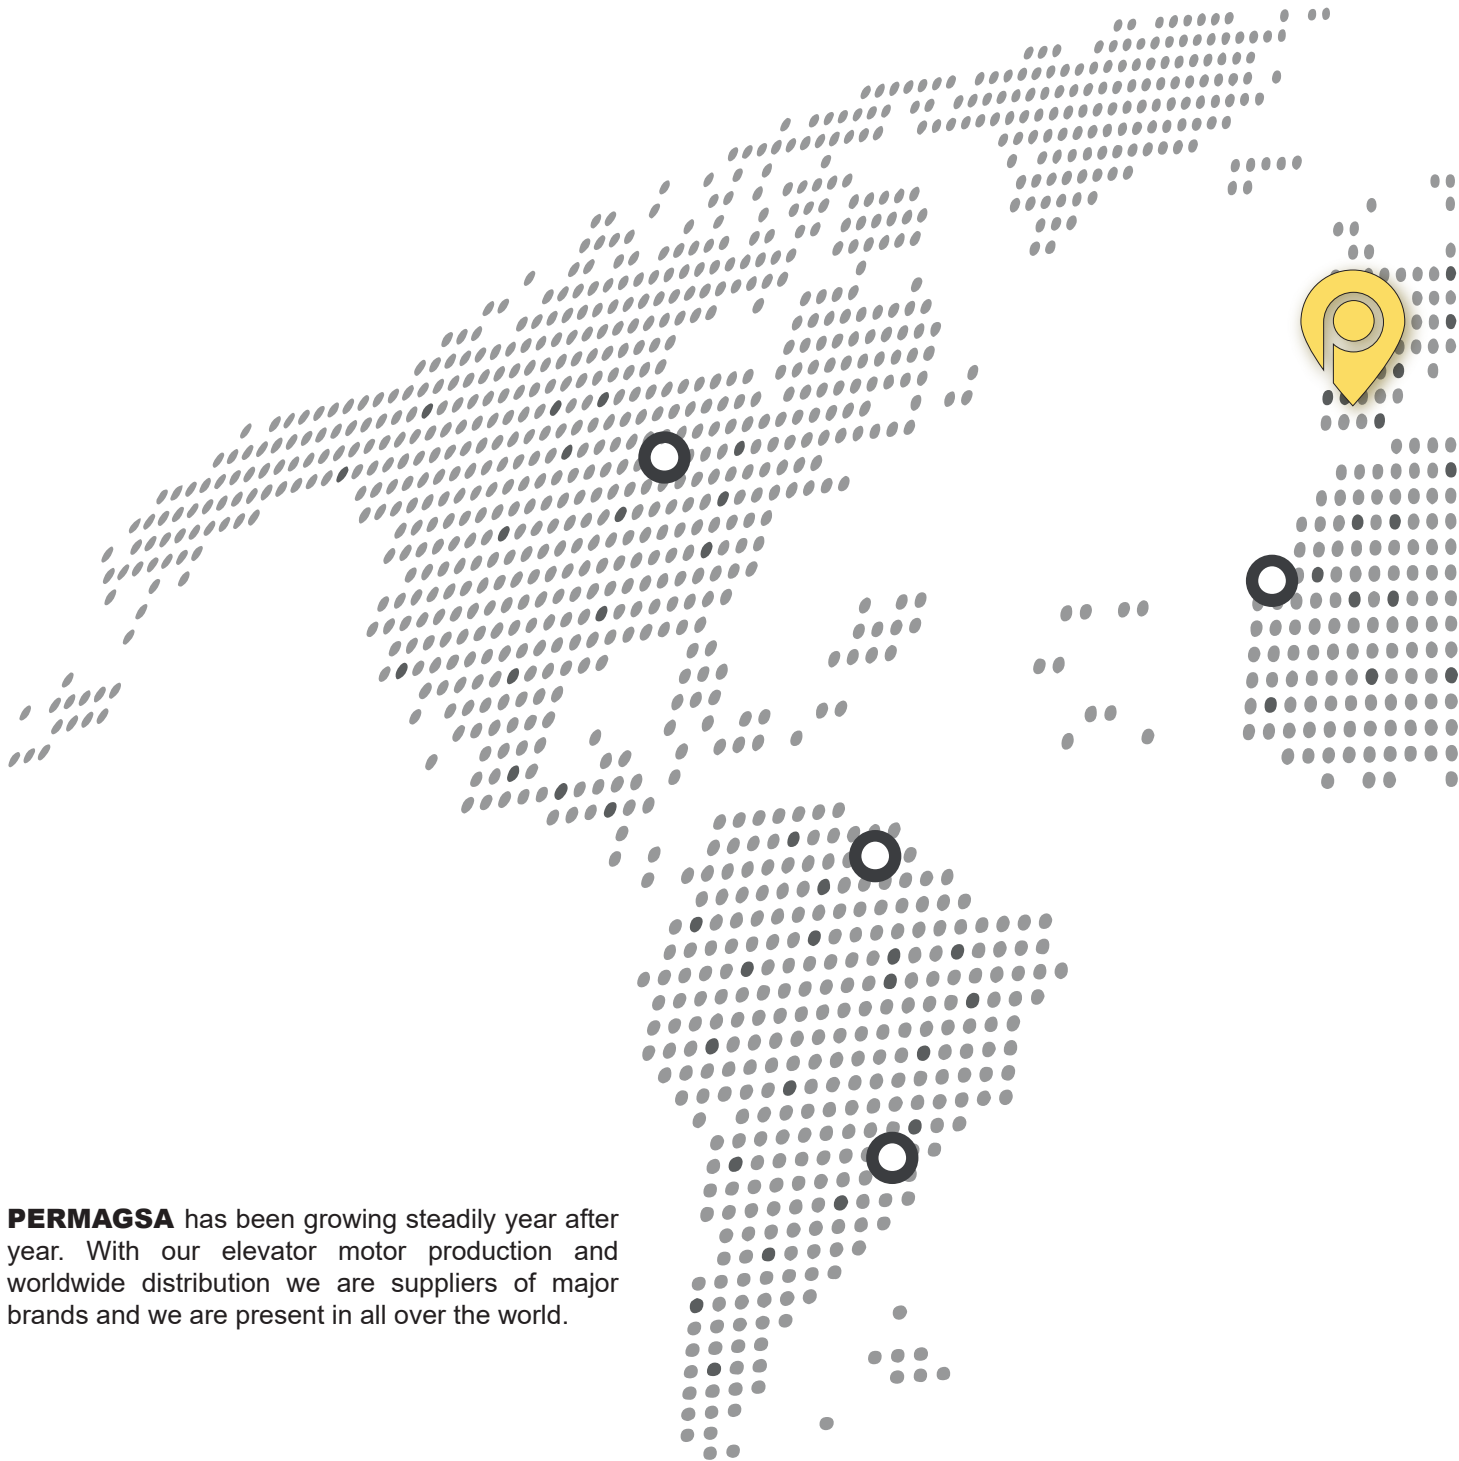 PERMAGSA has been growing steadily year after
year. With our elevator motor production and
worldwide distribution we are suppliers of major
brands and we are present in all over the world.